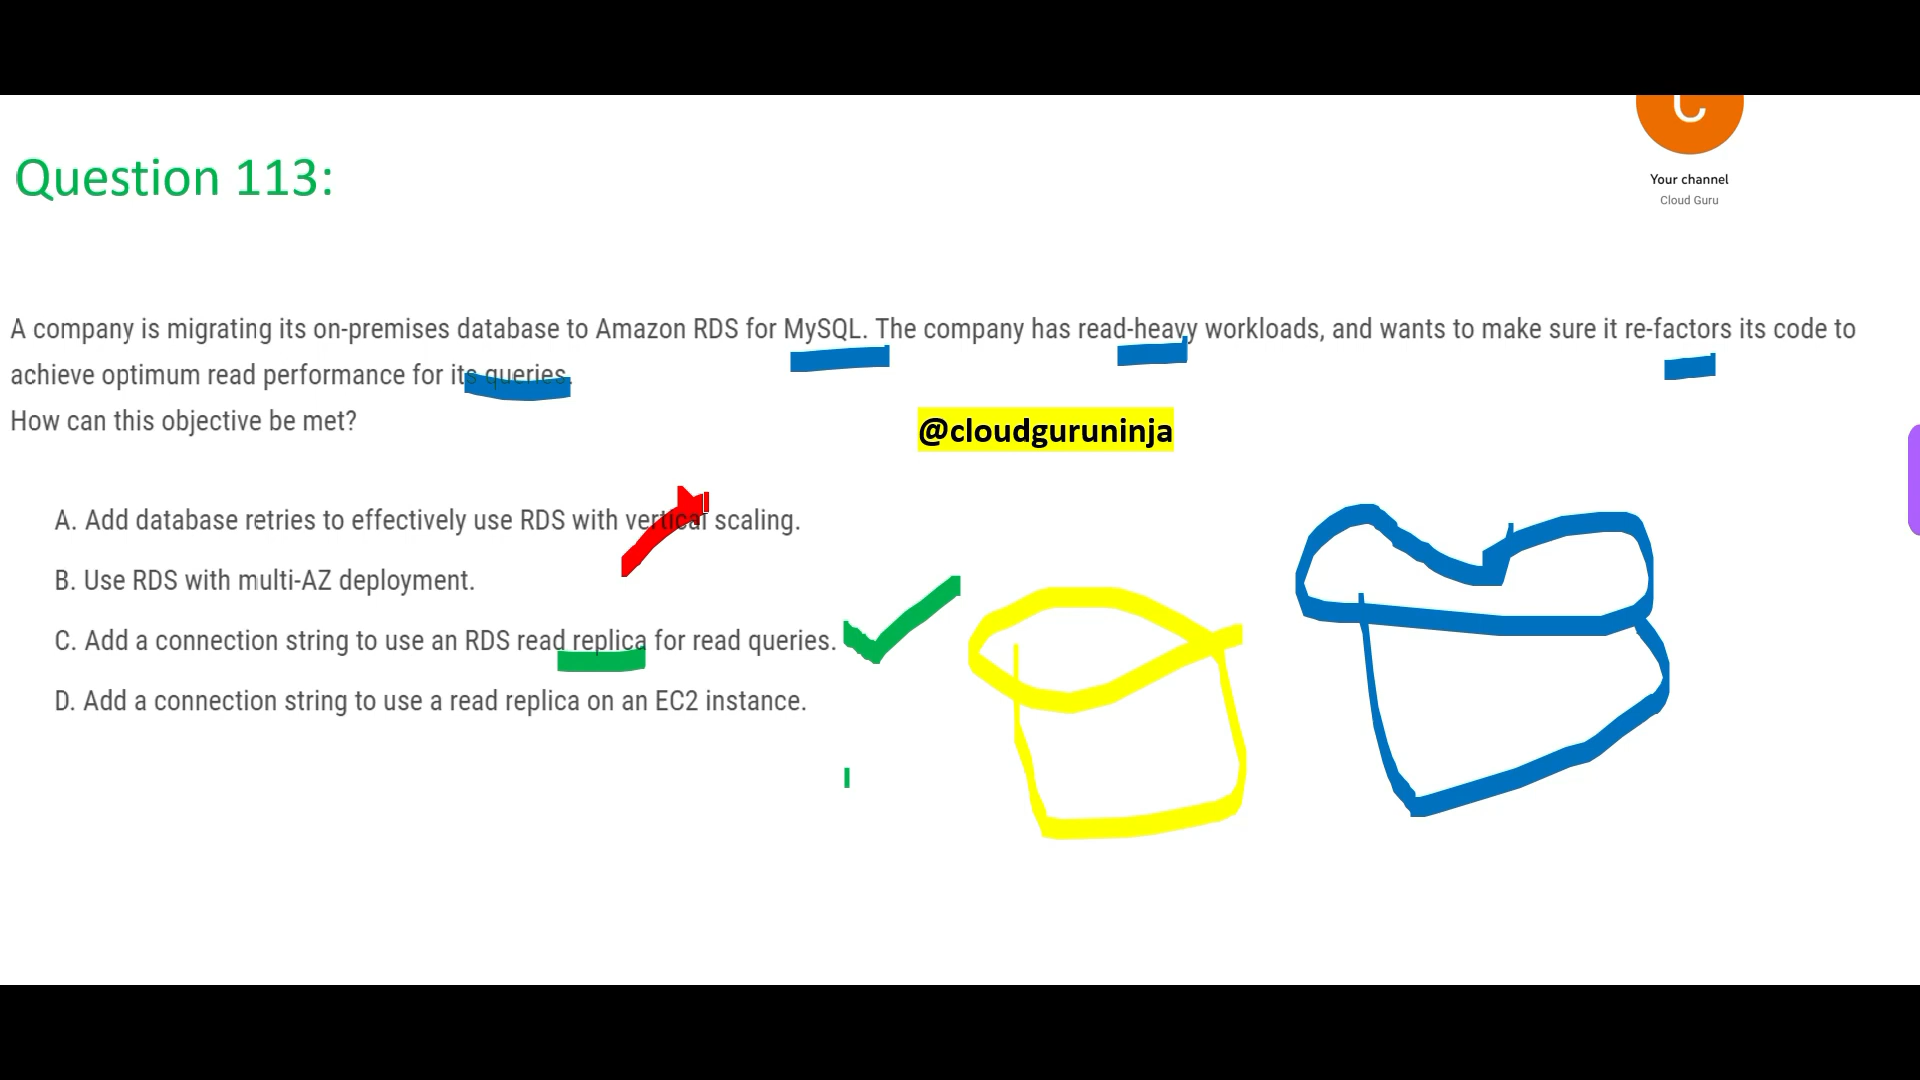 C
Your channel
Cloud Guru
Question 113:
A company is migrating its on-premises database to Amazon RDS for MySQL. The company has read-heavy workloads, and wants to make sure it re-factors its code to
achieve optimum read performance for its queries.
How can this objective be met?
@cloudguruninja
A. Add database retries to effectively use RDS with vertical scaling.
B. Use RDS with multi-AZ deployment.
C. Add a connection string to use an RDS read replica for read queries.
D. Add a connection string to use a read replica on an EC2 instance.